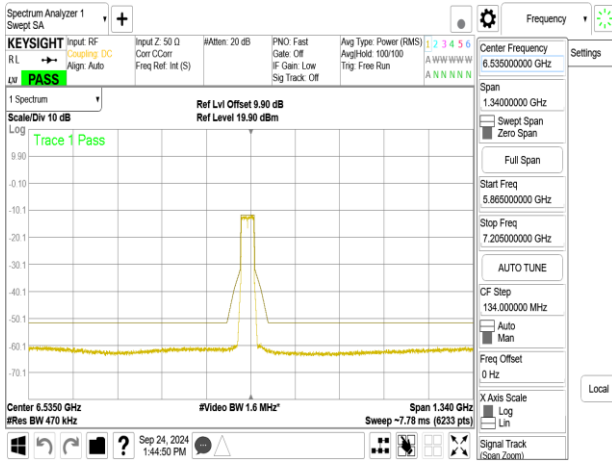 Spectrum Analyzer 1
Swept SA
+
Frequency
KEYSIGHT
Input: RF
Coupling: DC
Align: Auto
Input Z: 50 Ω
Corr CCorr
Freq Ref: Int (S)
#Atten: 20 dB
PNO: Fast
Gate: Off
IF Gain: Low
Sig Track: Off
Avg Type: Power (RMS)
Avg|Hold: 100/100
Trig: Free Run
1 2 3 4 5 6
A W W W W W
A N N N N N
RL
LXI
PASS
1 Spectrum
Scale/Div 10 dB
Ref Lvl Offset 9.90 dB
Ref Level 19.90 dBm
Log
Trace 1 Pass
9.90
-0.10
-10.1
-20.1
-30.1
-40.1
-50.1
-60.1
-70.1
Center 6.5350 GHz
#Res BW 470 kHz
#Video BW 1.6 MHz*
Span 1.340 GHz
Sweep ~7.78 ms (6233 pts)
Sep 24, 2024
1:44:50 PM
?
Center Frequency
6.535000000 GHz
Settings
Span
1.34000000 GHz
Swept Span
Zero Span
Full Span
Start Freq
5.865000000 GHz
Stop Freq
7.205000000 GHz
AUTO TUNE
CF Step
134.000000 MHz
Auto
Man
Freq Offset
0 Hz
Local
X Axis Scale
Log
Lin
Signal Track
(Span Zoom)